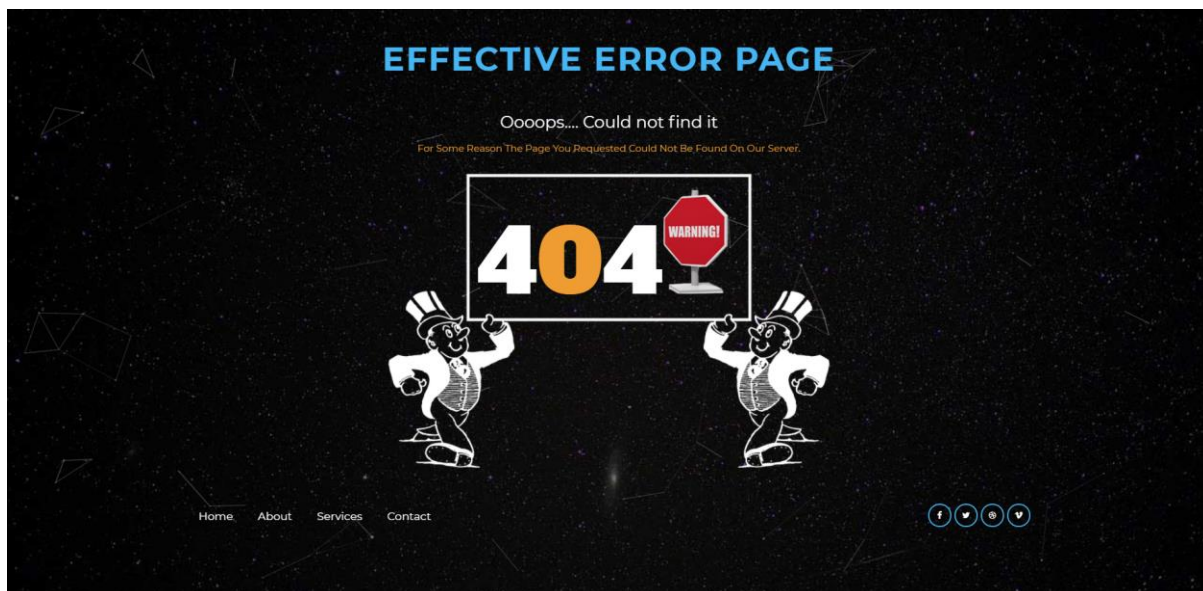 EFFECTIVE ERROR PAGE
Oooops.... Could not find it
For Some Reason The Page You Requested Could Not Be Found On Our Server.
404
WARNING!
Home About Services Contact